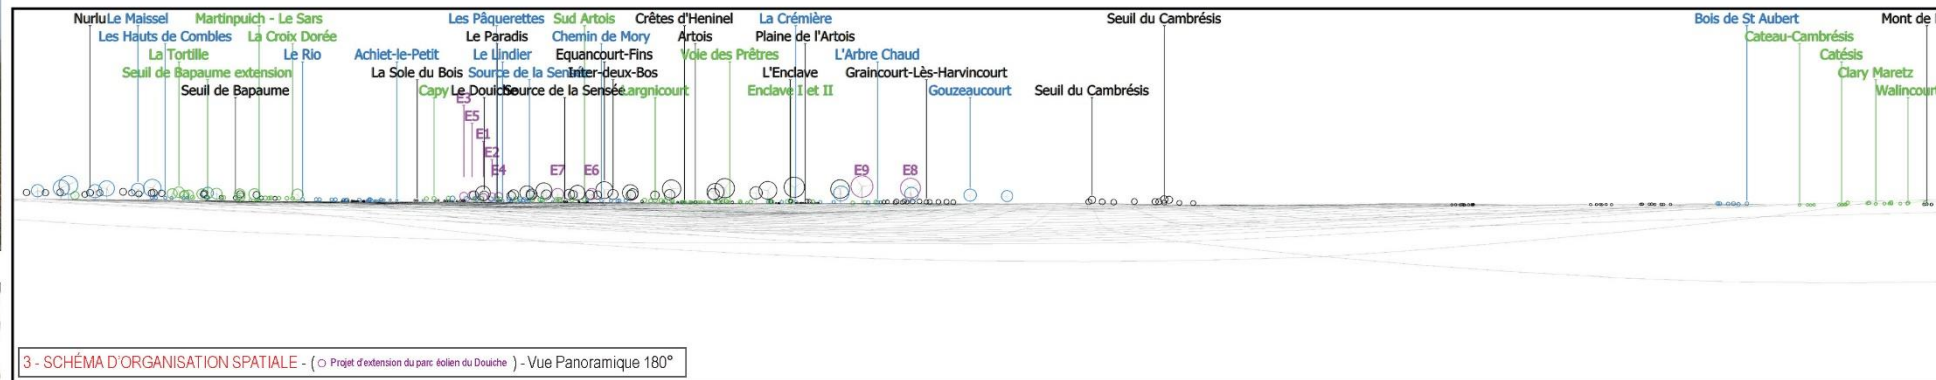 Nurlu Le Maissel Martinpuich - Le Sars Les Pâquerettes Sud Artois Crêtes d'Heninel La Crémière Seuil du Cambrésis Bois de St Aubert Mont de
Les Hauts de Combles La Croix Dorée Le Paradis Chemin de Mory Artois Plaine de l'Artois Cateau-Cambrésis
La Tortille Le Rio Achiet-le-Petit Le Lindier Equancourt-Fins Voie des Prêtres L'Arbre Chaud Catésis
Seuil de Bapaume extension La Sole du Bois Source de la Sensée Inter-deux-Bos L'Enclave Graincourt-Lès-Harvincourt Clary Maretz
Seuil de Bapaume Capy Le Douiche Source de la Sensée Largnicourt Enclave I et II Gouzeaucourt Seuil du Cambrésis Walincourt
E3
E5
E1
E2
E4 E7 E6 E9 E8
3 - SCHÉMA D'ORGANISATION SPATIALE - ( Projet d'extension du parc éolien du Douiche ) - Vue Panoramique 180°